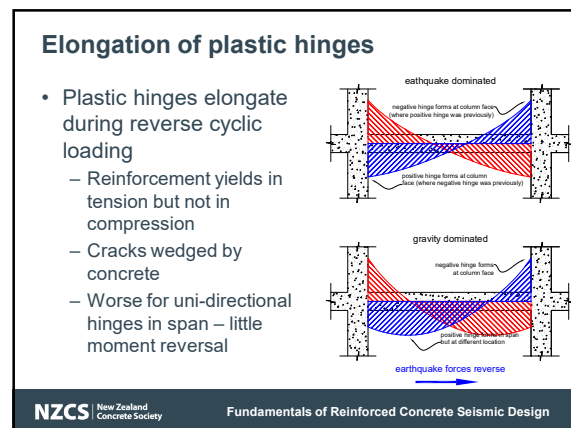 Elongation of plastic hinges
• Plastic hinges elongate
during reverse cyclic
loading
– Reinforcement yields in
tension but not in
compression
– Cracks wedged by
concrete
– Worse for uni-directional
hinges in span – little
moment reversal
eathquake dominated
negative hinge forms at column face
(where positive hinge was previously)
positive hinge forms at column
face (where negative hinge was previously)
gravity dominated
negative hinge forms
at column face
positive hinge in span
but at different location
earthquake forces reverse
NZCS New Zealand
Concrete Society
Fundamentals of Reinforced Concrete Seismic Design